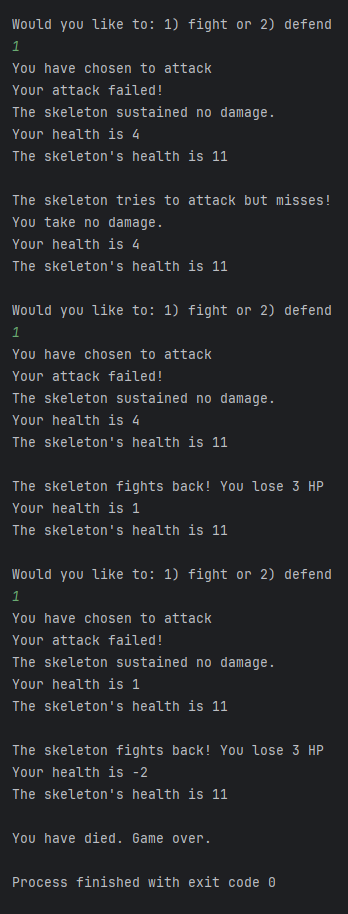 Would you like to: 1) fight or 2) defend
1
You have chosen to attack
Your attack failed!
The skeleton sustained no damage.
Your health is 4
The skeleton's health is 11

The skeleton tries to attack but misses!
You take no damage.
Your health is 4
The skeleton's health is 11

Would you like to: 1) fight or 2) defend
1
You have chosen to attack
Your attack failed!
The skeleton sustained no damage.
Your health is 4
The skeleton's health is 11

The skeleton fights back! You lose 3 HP
Your health is 1
The skeleton's health is 11

Would you like to: 1) fight or 2) defend
1
You have chosen to attack
Your attack failed!
The skeleton sustained no damage.
Your health is 1
The skeleton's health is 11

The skeleton fights back! You lose 3 HP
Your health is -2
The skeleton's health is 11

You have died. Game over.

Process finished with exit code 0